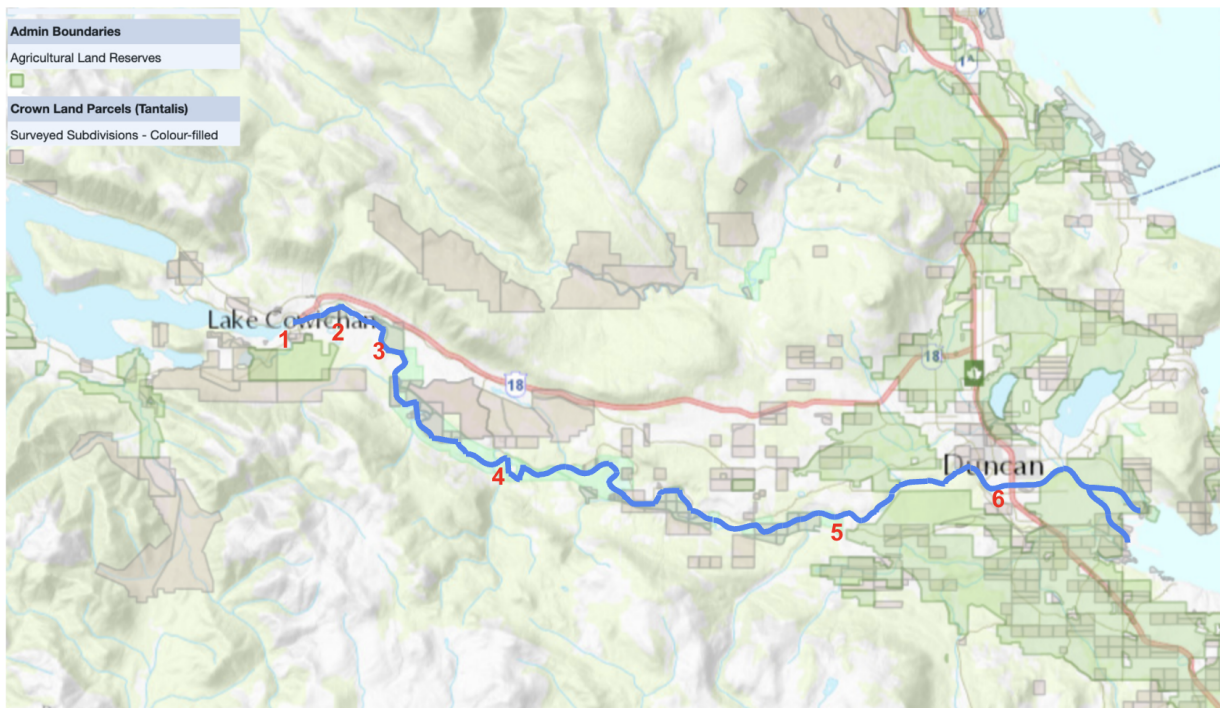 Admin Boundaries
Agricultural Land Reserves
Crown Land Parcels (Tantalis)
Surveyed Subdivisions - Colour-filled
1A
Lake Cowichan
1
2
3
18
18
4
Duncan
5
6